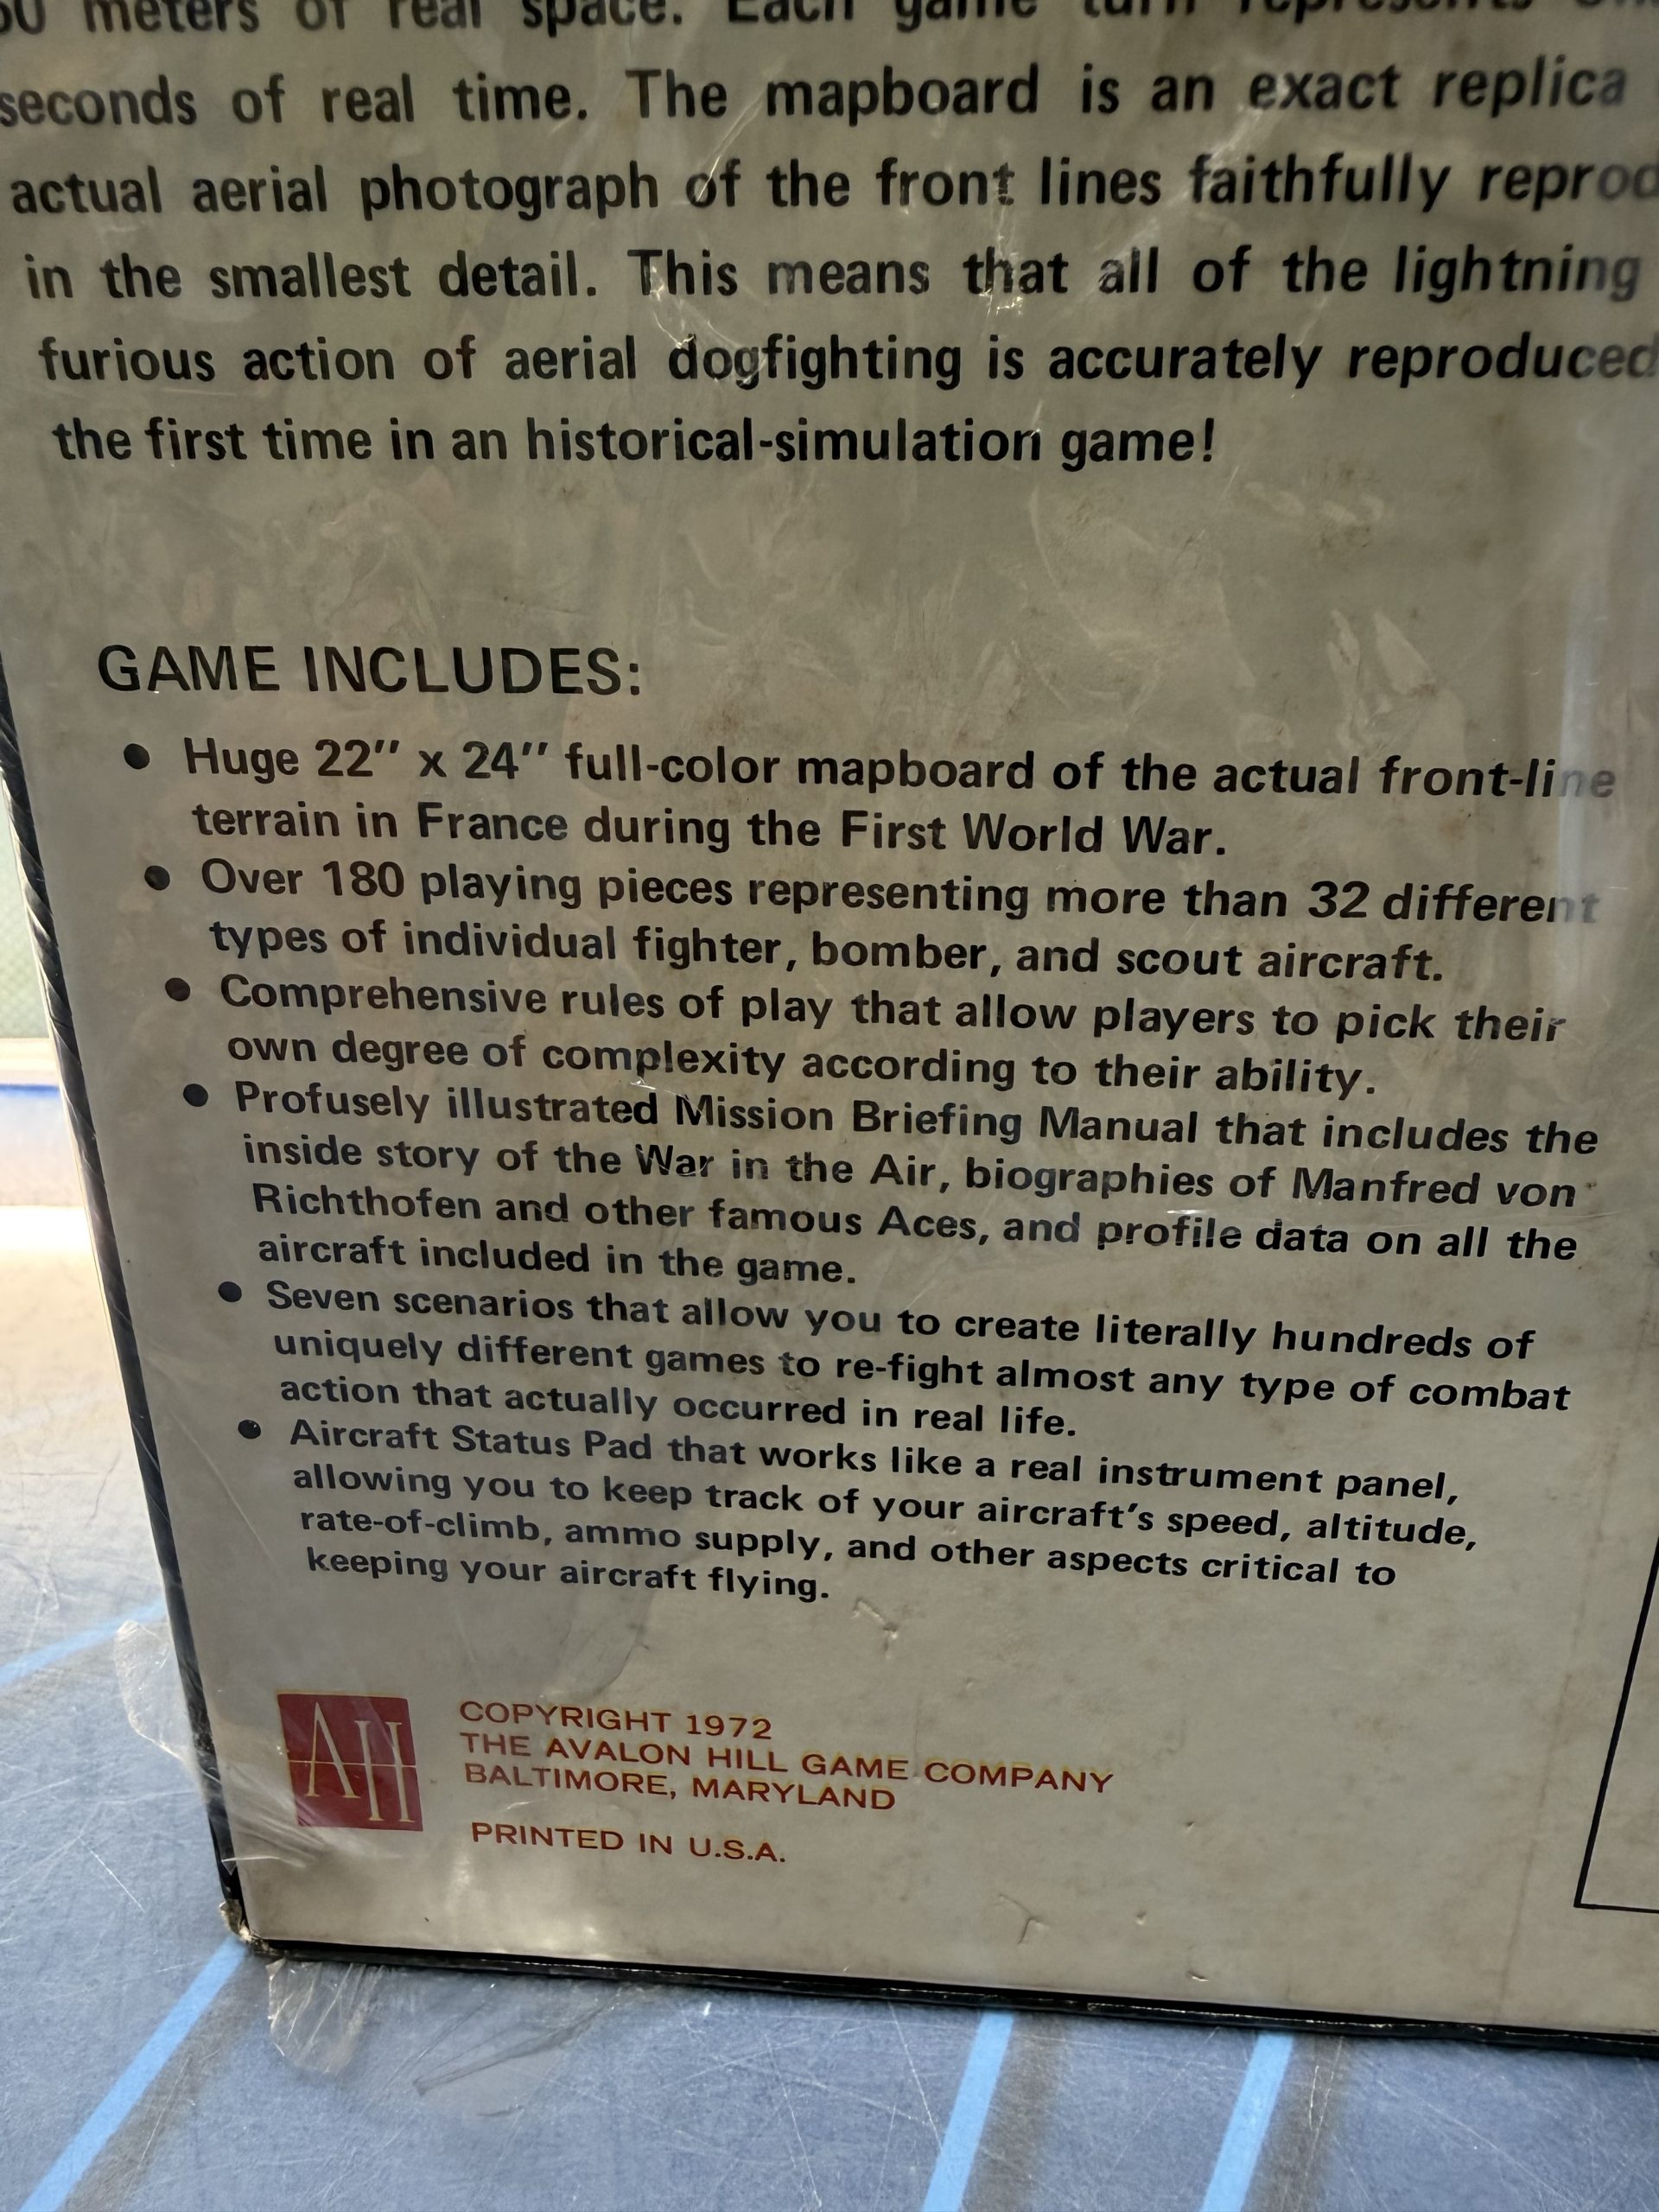 meters of real space. Each game turn represents
seconds of real time. The mapboard is an exact replica
actual aerial photograph of the front lines faithfully reprod
in the smallest detail. This means that all of the lightning
furious action of aerial dogfighting is accurately reproduced
the first time in an historical-simulation game!
GAME INCLUDES:
● Huge 22" x 24" full-color mapboard of the actual front-line
terrain in France during the First World War.
● Over 180 playing pieces representing more than 32 different
types of individual fighter, bomber, and scout aircraft.
● Comprehensive rules of play that allow players to pick their
own degree of complexity according to their ability.
● Profusely illustrated Mission Briefing Manual that includes the
inside story of the War in the Air, biographies of Manfred von
Richthofen and other famous Aces, and profile data on all the
aircraft included in the game.
● Seven scenarios that allow you to create literally hundreds of
uniquely different games to re-fight almost any type of combat
action that actually occurred in real life.
● Aircraft Status Pad that works like a real instrument panel,
allowing you to keep track of your aircraft's speed, altitude,
rate-of-climb, ammo supply, and other aspects critical to
keeping your aircraft flying.
AH
COPYRIGHT 1972
THE AVALON HILL GAME COMPANY
BALTIMORE, MARYLAND
PRINTED IN U.S.A.